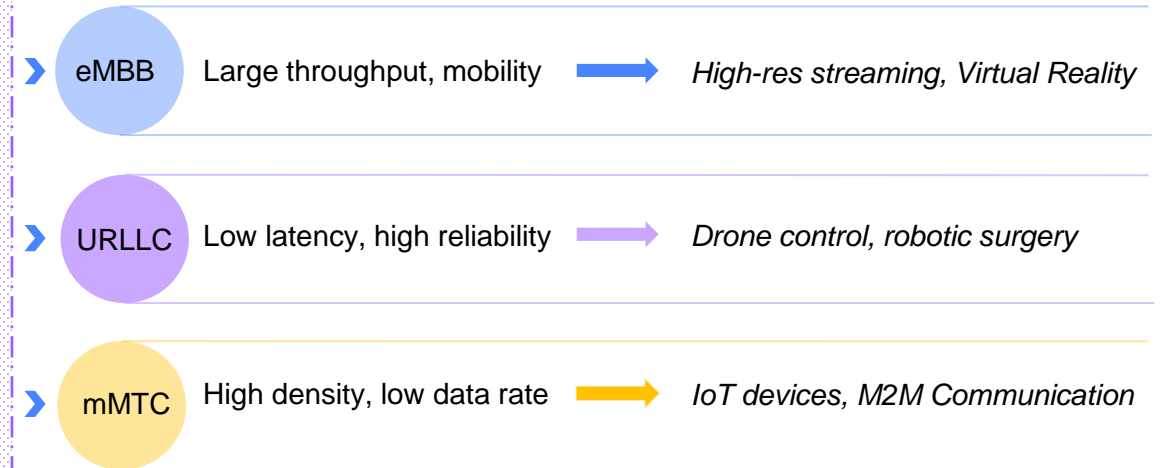 eMBB Large throughput, mobility High-res streaming, Virtual Reality
URLLC Low latency, high reliability Drone control, robotic surgery
mMTC High density, low data rate IoT devices, M2M Communication